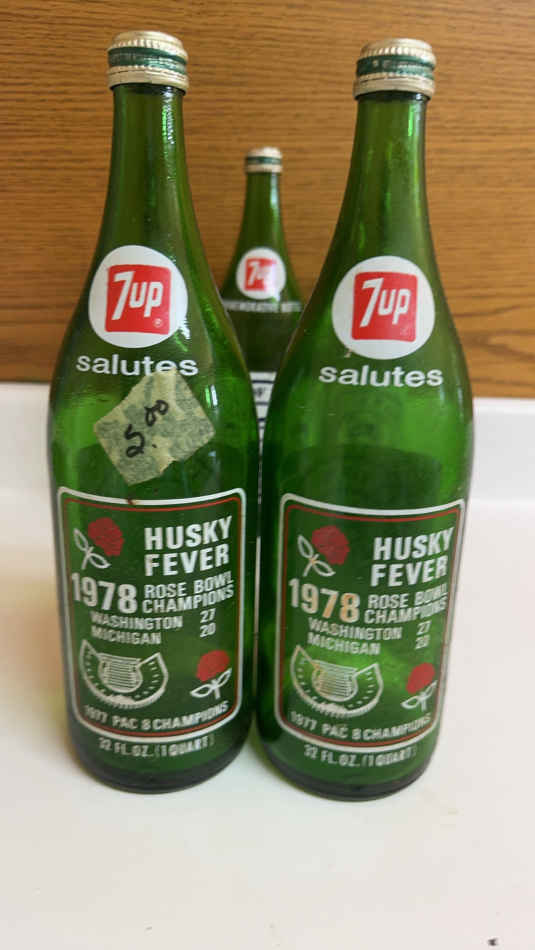 7UP
salutes
5.00
HUSKY
FEVER
1978 ROSE BOWL
CHAMPIONS
WASHINGTON 27
MICHIGAN 20
1977 PAC 8 CHAMPIONS
32 FL. OZ. (1 QUART)
7UP
7UP
salutes
HUSKY
FEVER
1978 ROSE BOWL
CHAMPIONS
WASHINGTON 27
MICHIGAN 20
1977 PAC 8 CHAMPIONS
32 FL. OZ. (1 QUART)